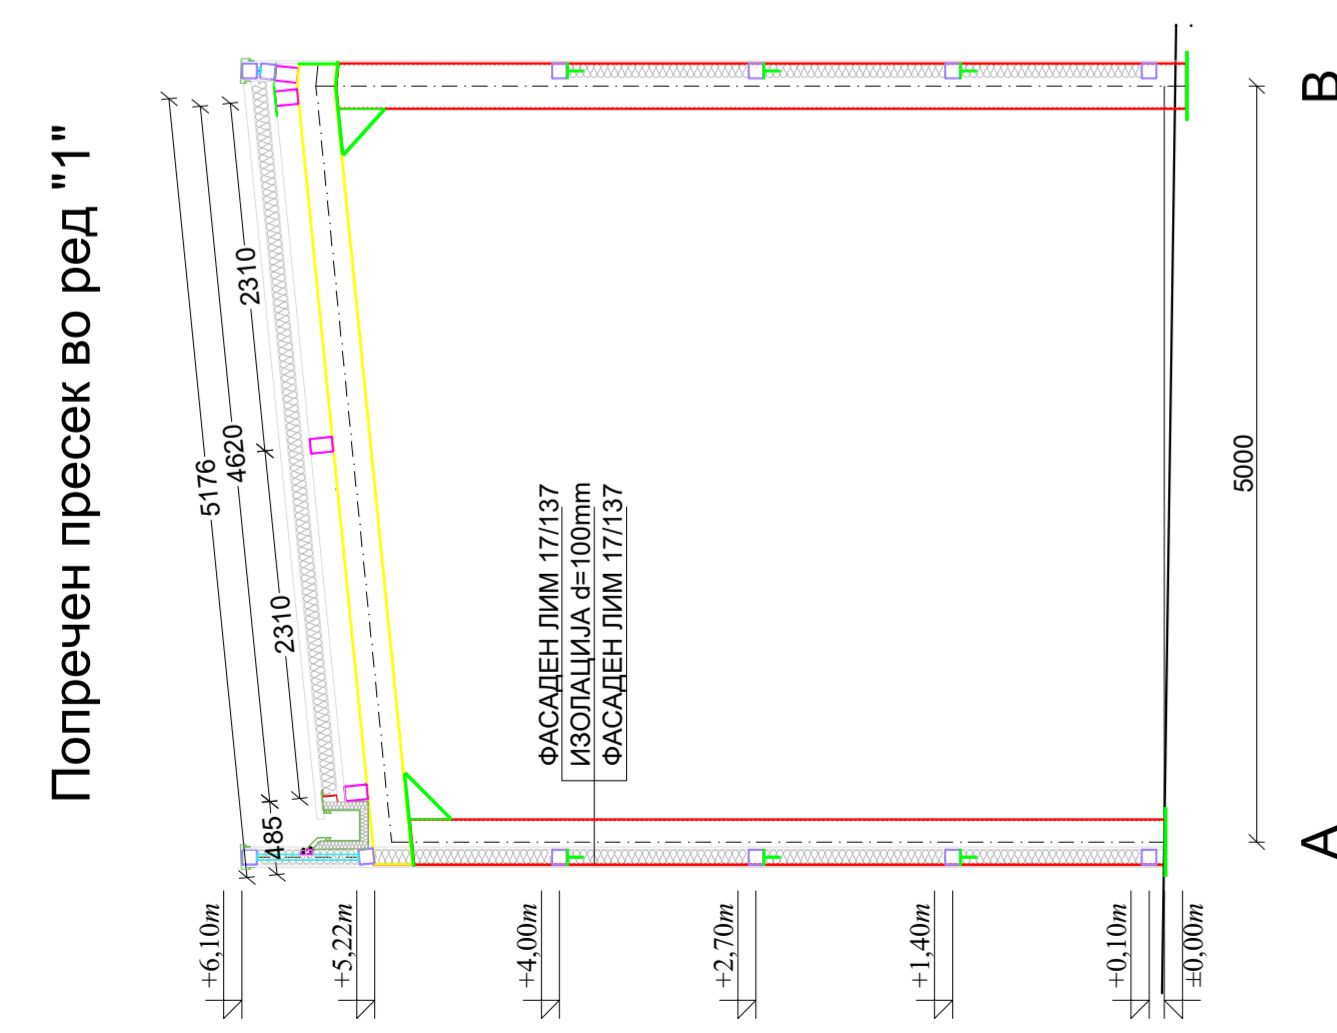 Попречен пресек во ред "1"
5176
4620
2310
2310
485
ФАСАДЕН ЛИМ 17/137
ИЗОЛАЦИЈА d=100mm
ФАСАДЕН ЛИМ 17/137
5000
+6,10m
+5,22m
+4,00m
+2,70m
+1,40m
+0,10m
±0,00m
A
B